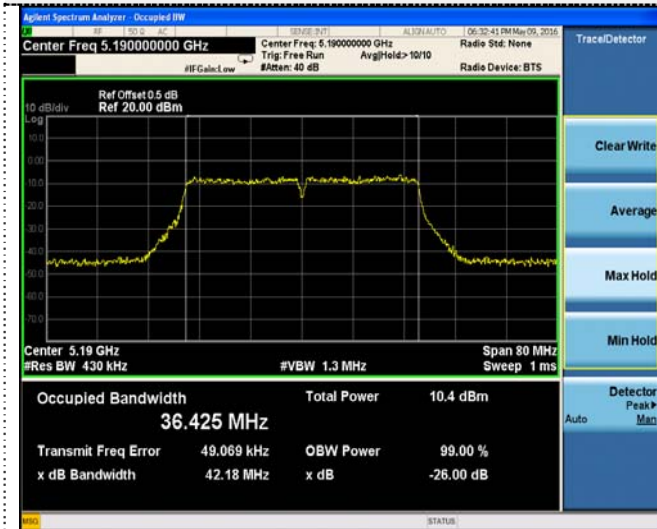 Agilent Spectrum Analyzer - Occupied BW
RF 50 Ω AC SENSE:INT ALIGN AUTO 06:32:41 PM May 09, 2016
Center Freq 5.190000000 GHz
Center Freq: 5.190000000 GHz
Radio Std: None
Trig: Free Run Avg|Hold:>10/10
#IFGain:Low #Atten: 40 dB
Radio Device: BTS
Trace/Detector
Ref Offset 0.5 dB
10 dB/div Ref 20.00 dBm
Log
10.0
0.00
-10.0
-20.0
-30.0
-40.0
-50.0
-60.0
-70.0
Center 5.19 GHz
Span 80 MHz
#Res BW 430 kHz
#VBW 1.3 MHz
Sweep 1 ms
Occupied Bandwidth
36.425 MHz
Total Power 10.4 dBm
Transmit Freq Error 49.069 kHz
OBW Power 99.00 %
x dB Bandwidth 42.18 MHz
x dB -26.00 dB
Clear Write
Average
Max Hold
Min Hold
Detector
Peak▶
Auto Man
MSG
STATUS